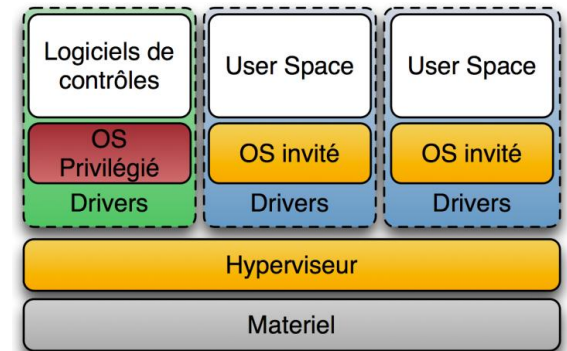 Logiciels de
contrôles
User Space
User Space
OS
Privilégié
OS invité
OS invité
Drivers
Drivers
Drivers
Hyperviseur
Materiel